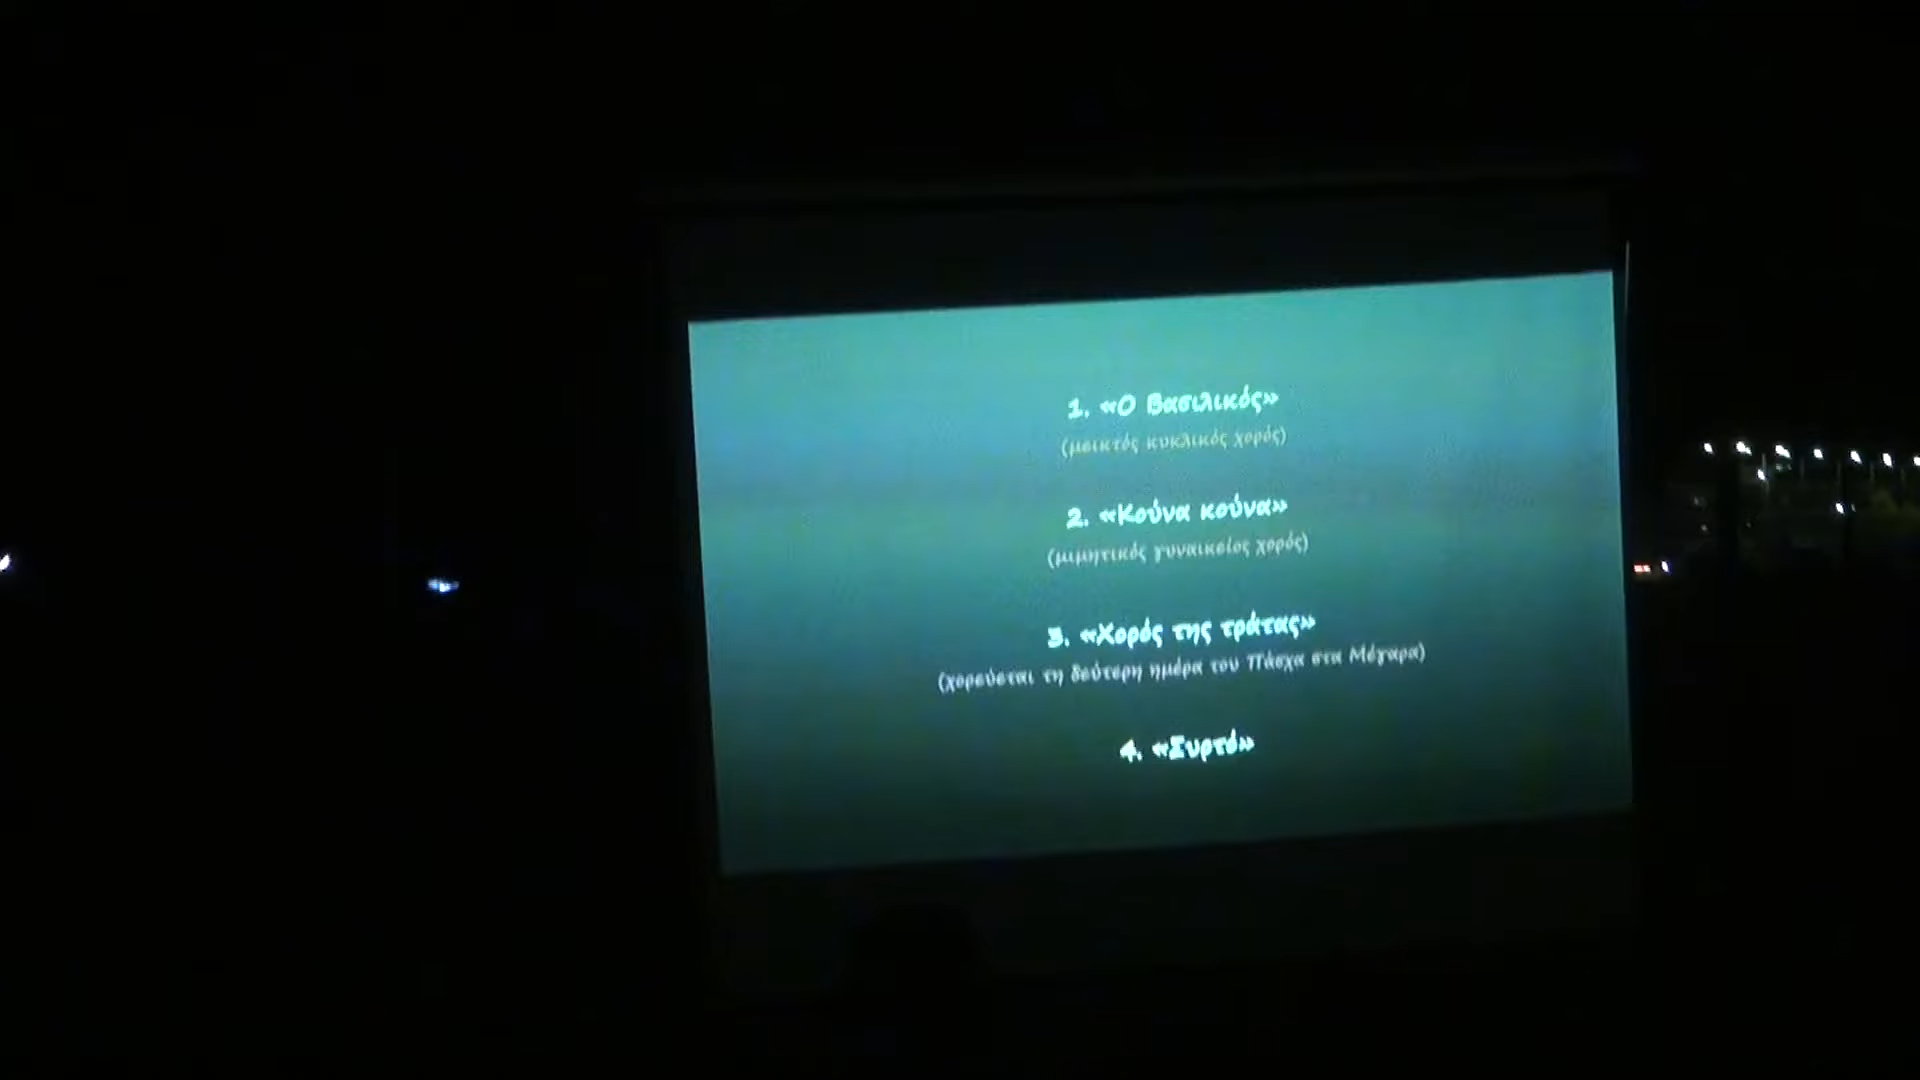 1. «Ο Βασιλικός»
(μεικτός κυκλικός χορός)
2. «Κούνα κούνα»
(μιμητικός γυναικείος χορός)
3. «Χορός της τράτας»
(χορεύεται τη δεύτερη ημέρα του Πάσχα στα Μέγαρα)
4. «Συρτό»